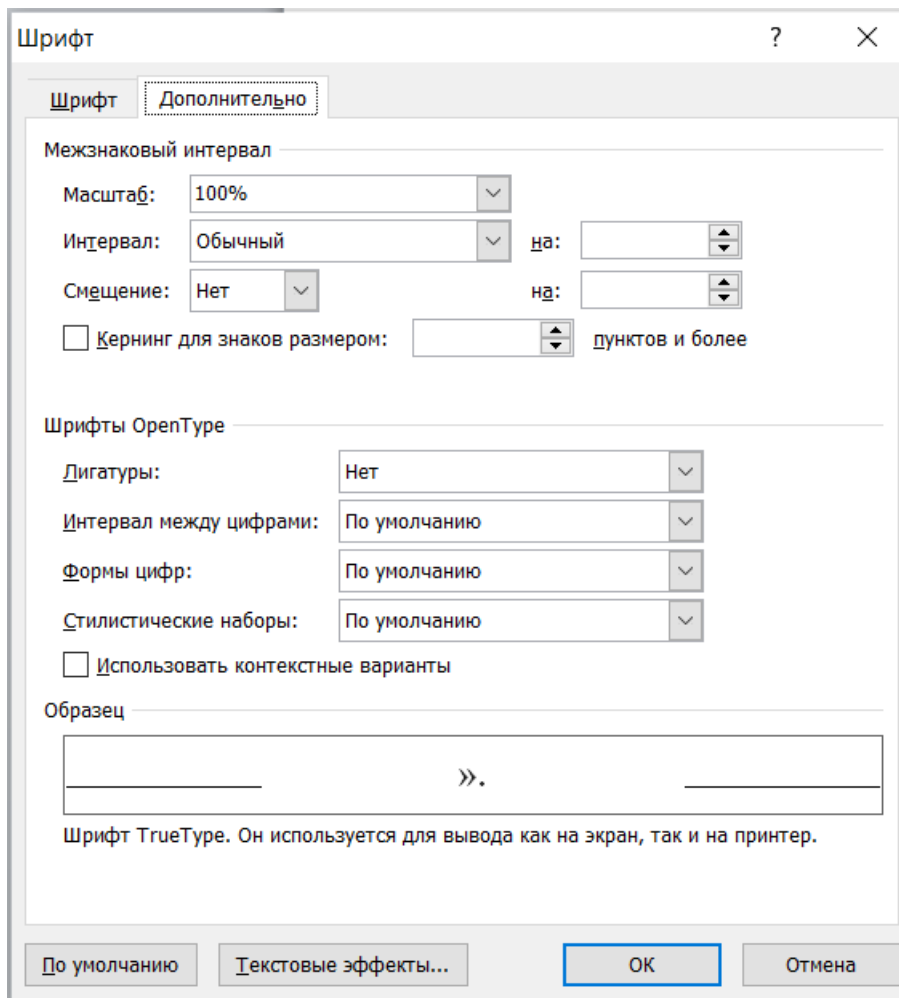 Шрифт ?
Шрифт Дополнительно
Межзнаковый интервал
Масштаб: 100%
Интервал: Обычный на:
Смещение: Нет на:
Кернинг для знаков размером: пунктов и более
Шрифты OpenType
Лигатуры: Нет
Интервал между цифрами: По умолчанию
Формы цифр: По умолчанию
Стилистические наборы: По умолчанию
Использовать контекстные варианты
Образец
».
Шрифт TrueType. Он используется для вывода как на экран, так и на принтер.
По умолчанию Текстовые эффекты... ОК Отмена